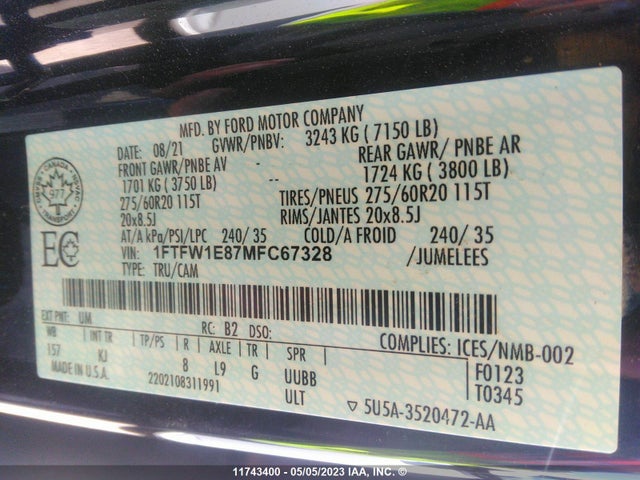 MFD. BY FORD MOTOR COMPANY
DATE: 08/21 GVWR/PNBV: 3243 KG ( 7150 LB)
FRONT GAWR/PNBE AV - REAR GAWR/ PNBE AR
1701 KG ( 3750 LB) - 1724 KG ( 3800 LB)
275/60R20 115T TIRES/PNEUS 275/60R20 115T
20x8.5J RIMS/JANTES 20x8.5J
AT/A kPa/PSI/LPC 240/ 35 COLD/A FROID 240/ 35
VIN: 1FTFW1E87MFC67328 /JUMELEES
TYPE: TRU/CAM
CANADA
TRANSPORT
977
EC
EXT PNT: UM RC: B2 DSO: COMPLIES: ICES/NMB-002
WB INT TR TP/PS R AXLE TR SPR F0123
157 KJ 8 L9 G UUBB T0345
MADE IN U.S.A. 2202108311991 ULT ▽ 5U5A-3520472-AA
11743400 - 05/05/2023 IAA, INC. ©